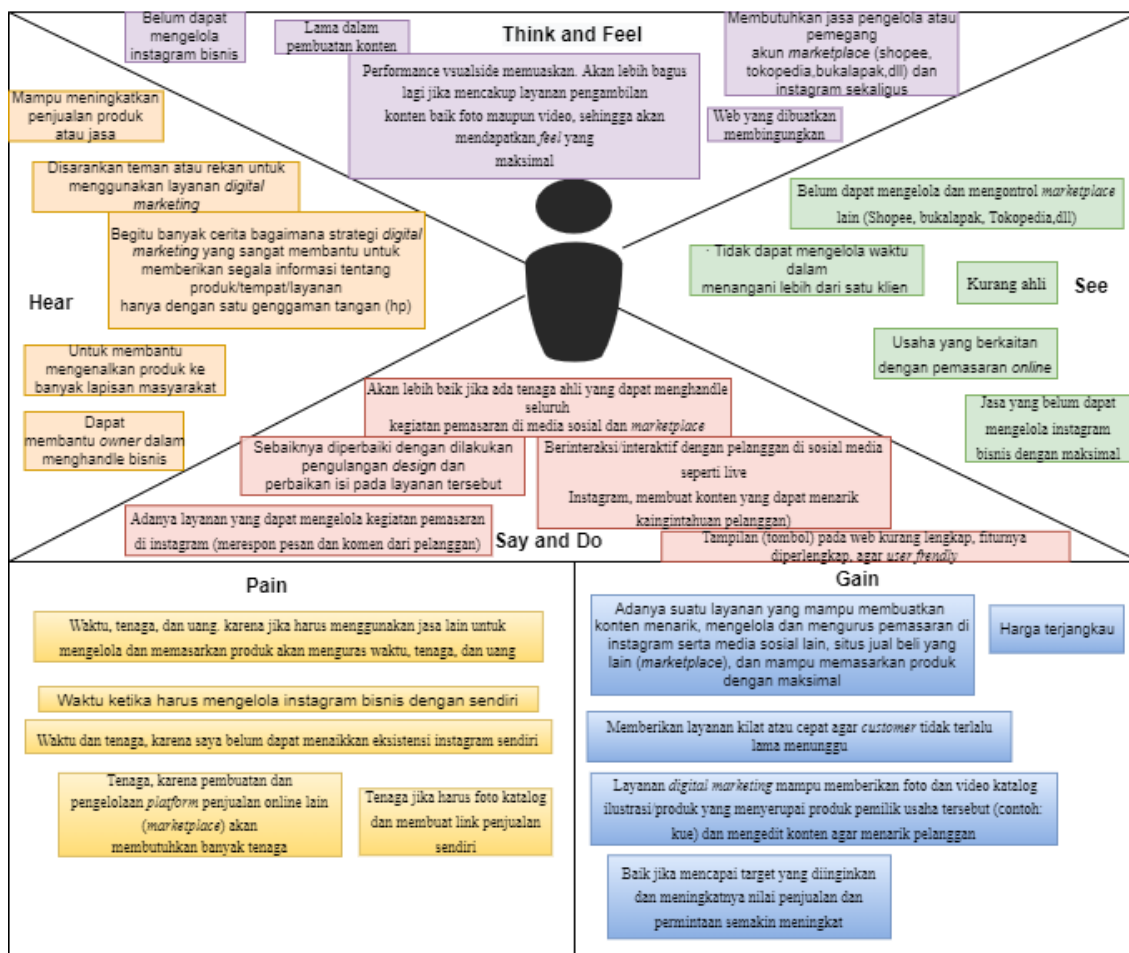 Think and Feel
Belum dapat
mengelola
instagram bisnis
Lama dalam
pembuatan konten
Performance vsualside memuaskan. Akan lebih bagus
lagi jika mencakup layanan pengambilan
konten baik foto maupun video, sehingga akan
mendapatkan feel yang
maksimal
Membutuhkan jasa pengelola atau
pemegang
akun marketplace (shopee,
tokopedia,bukalapak,dll) dan
instagram sekaligus
Web yang dibuatkan
membingungkan
Hear
Mampu meningkatkan
penjualan produk
atau jasa
Disarankan teman atau rekan untuk
menggunakan layanan digital
marketing
Begitu banyak cerita bagaimana strategi digital
marketing yang sangat membantu untuk
memberikan segala informasi tentang
produk/tempat/layanan
hanya dengan satu genggaman tangan (hp)
Untuk membantu
mengenalkan produk ke
banyak lapisan masyarakat
Dapat
membantu owner dalam
menghandle bisnis
See
Belum dapat mengelola dan mengontrol marketplace
lain (Shopee, bukalapak, Tokopedia,dll)
· Tidak dapat mengelola waktu
dalam
menangani lebih dari satu klien
Kurang ahli
Usaha yang berkaitan
dengan pemasaran online
Jasa yang belum dapat
mengelola instagram
bisnis dengan maksimal
Akan lebih baik jika ada tenaga ahli yang dapat menghandle
seluruh
kegiatan pemasaran di media sosial dan marketplace
Sebaiknya diperbaiki dengan dilakukan
pengulangan design dan
perbaikan isi pada layanan tersebut
Berinteraksi/interaktif dengan pelanggan di sosial media
seperti live
Instagram, membuat konten yang dapat menarik
kaingintahuan pelanggan)
Adanya layanan yang dapat mengelola kegiatan pemasaran
di instagram (merespon pesan dan komen dari pelanggan)
Say and Do
Tampilan (tombol) pada web kurang lengkap, fiturnya
diperlengkap, agar user frendly
Pain
Waktu, tenaga, dan uang. karena jika harus menggunakan jasa lain untuk
mengelola dan memasarkan produk akan menguras waktu, tenaga, dan uang
Waktu ketika harus mengelola instagram bisnis dengan sendiri
Waktu dan tenaga, karena saya belum dapat menaikkan eksistensi instagram sendiri
Tenaga, karena pembuatan dan
pengelolaan platform penjualan online lain
(marketplace) akan
membutuhkan banyak tenaga
Tenaga jika harus foto katalog
dan membuat link penjualan
sendiri
Gain
Adanya suatu layanan yang mampu membuatkan
konten menarik, mengelola dan mengurus pemasaran di
instagram serta media sosial lain, situs jual beli yang
lain (marketplace), dan mampu memasarkan produk
dengan maksimal
Harga terjangkau
Memberikan layanan kilat atau cepat agar customer tidak terlalu
lama menunggu
Layanan digital marketing mampu memberikan foto dan video katalog
ilustrasi/produk yang menyerupai produk pemilik usaha tersebut (contoh:
kue) dan mengedit konten agar menarik pelanggan
Baik jika mencapai target yang diinginkan
dan meningkatnya nilai penjualan dan
permintaan semakin meningkat